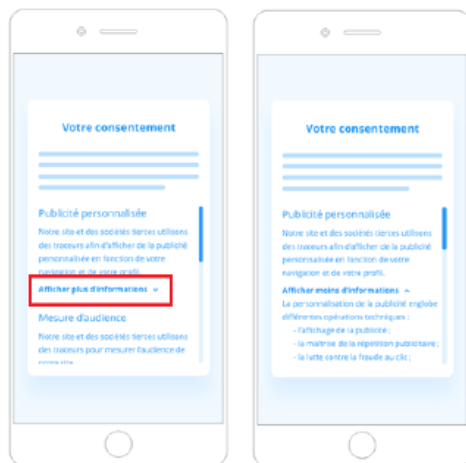 Votre consentement
Publicité personnalisée
Notre site et des sociétés tierces utilisons
des traceurs afin d'afficher de la publicité
personnalisée en fonction de votre
navigation et de votre profil.
Afficher plus d'informations
Mesure d'audience
Notre site et des sociétés tierces utilisons
des traceurs pour mesurer l'audience de
notre site
Votre consentement
Publicité personnalisée
Notre site et des sociétés tierces utilisons
des traceurs afin d'afficher de la publicité
personnalisée en fonction de votre
navigation et de votre profil.
Afficher moins d'informations
La personnalisation de la publicité englobe
différentes opérations techniques :
- l'affichage de la publicité ;
- la maîtrise de la répétition publicitaire ;
- la lutte contre la fraude au clic ;